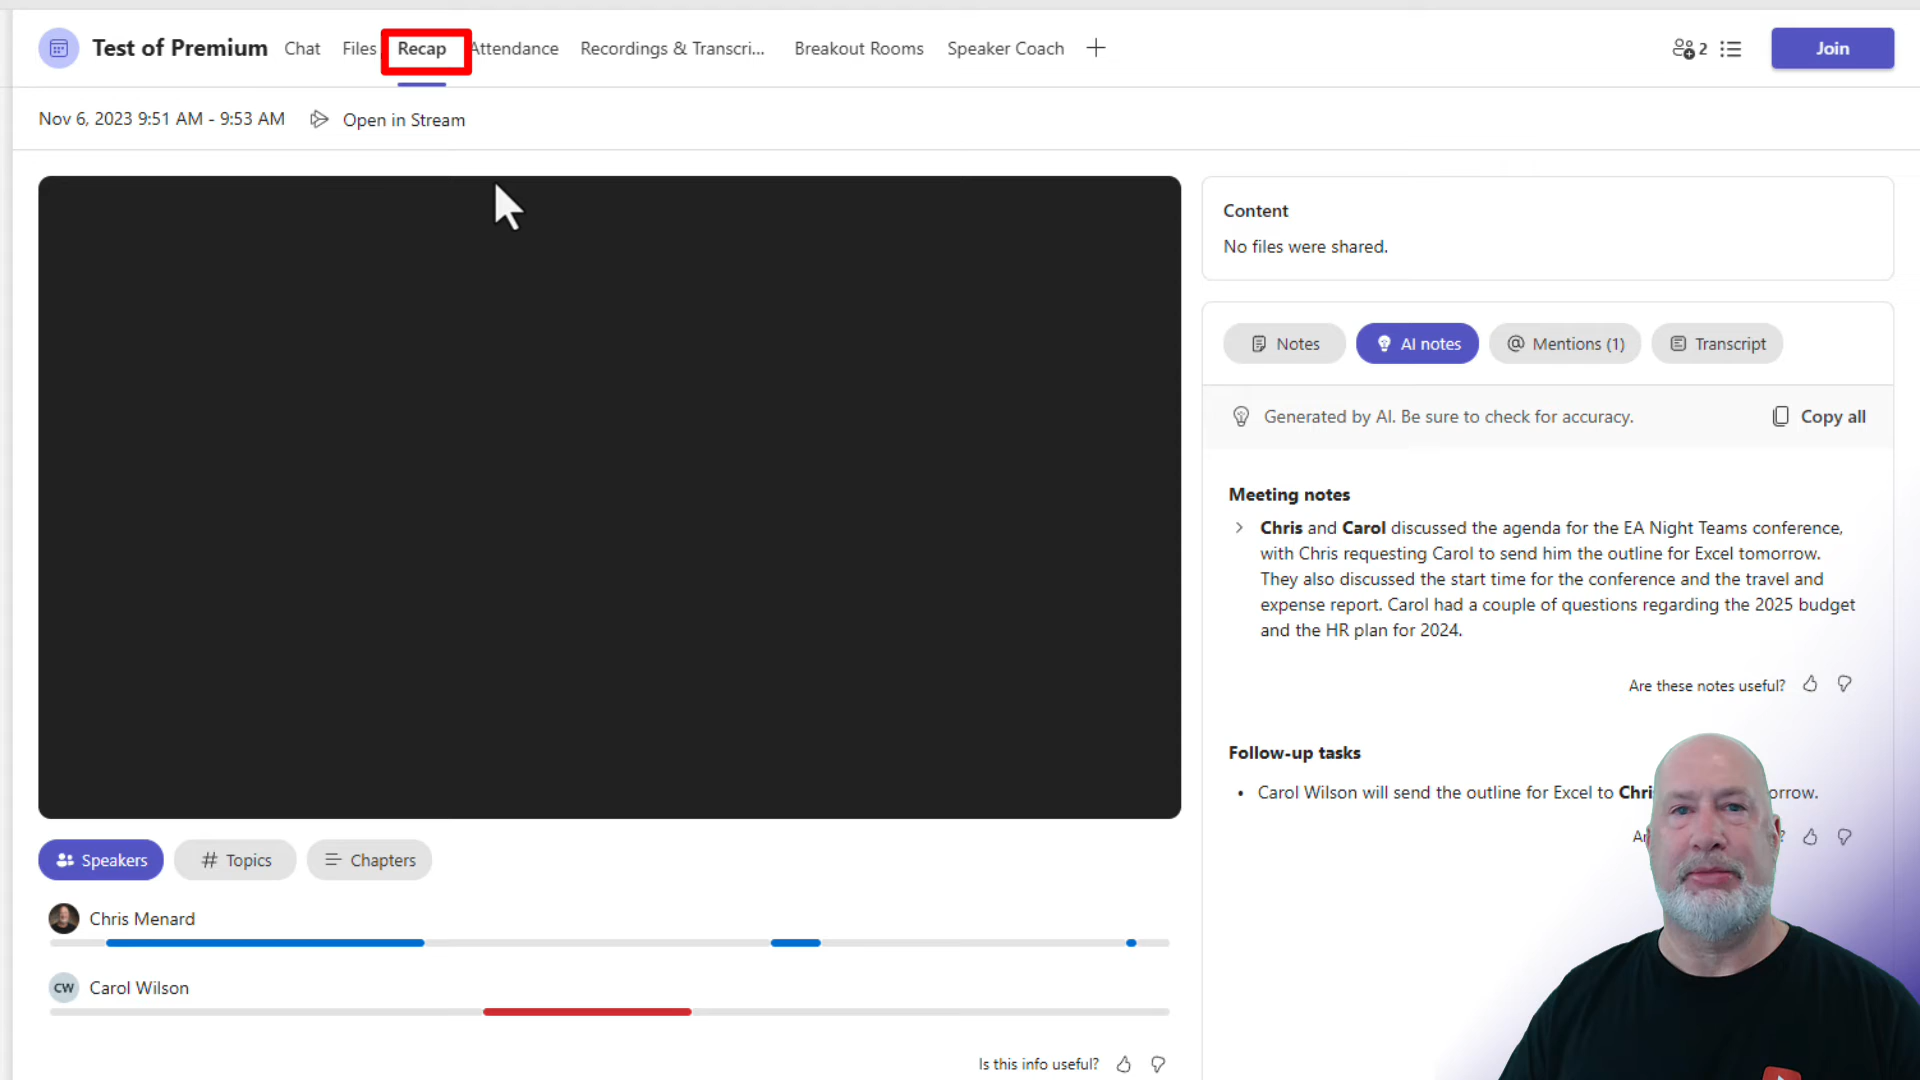 Test of Premium Chat Files Recap Attendance Recordings & Transcri... Breakout Rooms Speaker Coach 2 Join
Nov 6, 2023 9:51 AM - 9:53 AM Open in Stream
Content
No files were shared.
Notes AI notes @ Mentions (1) Transcript
Generated by AI. Be sure to check for accuracy. Copy all
Meeting notes
Chris and Carol discussed the agenda for the EA Night Teams conference,
with Chris requesting Carol to send him the outline for Excel tomorrow.
They also discussed the start time for the conference and the travel and
expense report. Carol had a couple of questions regarding the 2025 budget
and the HR plan for 2024.
Are these notes useful?
Follow-up tasks
• Carol Wilson will send the outline for Excel to
Speakers # Topics Chapters
Chris Menard
CW Carol Wilson
Is this info useful?